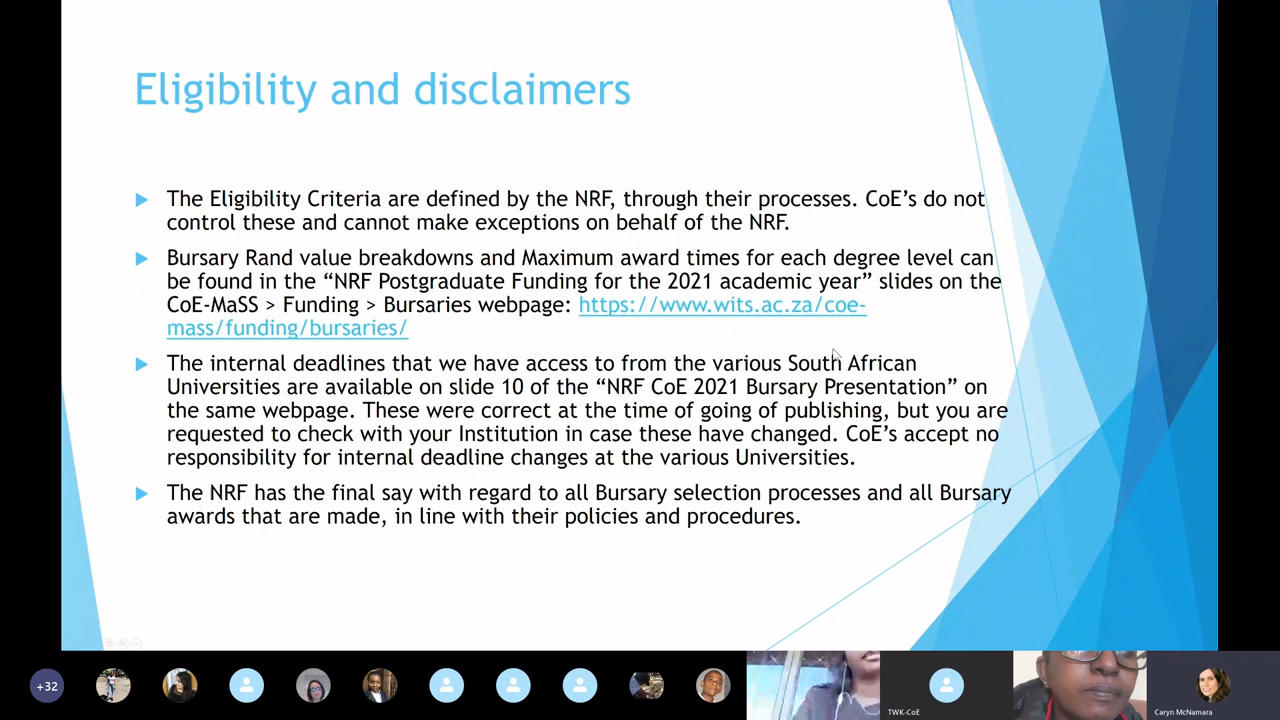 Eligibility and disclaimers
The Eligibility Criteria are defined by the NRF, through their processes. CoE’s do not
control these and cannot make exceptions on behalf of the NRF.
Bursary Rand value breakdowns and Maximum award times for each degree level can
be found in the “NRF Postgraduate Funding for the 2021 academic year” slides on the
CoE-MaSS > Funding > Bursaries webpage: https://www.wits.ac.za/coe-
mass/funding/bursaries/
The internal deadlines that we have access to from the various South African
Universities are available on slide 10 of the “NRF CoE 2021 Bursary Presentation” on
the same webpage. These were correct at the time of going of publishing, but you are
requested to check with your Institution in case these have changed. CoE’s accept no
responsibility for internal deadline changes at the various Universities.
The NRF has the final say with regard to all Bursary selection processes and all Bursary
awards that are made, in line with their policies and procedures.
+32
TWK-CoE
Caryn McNamara